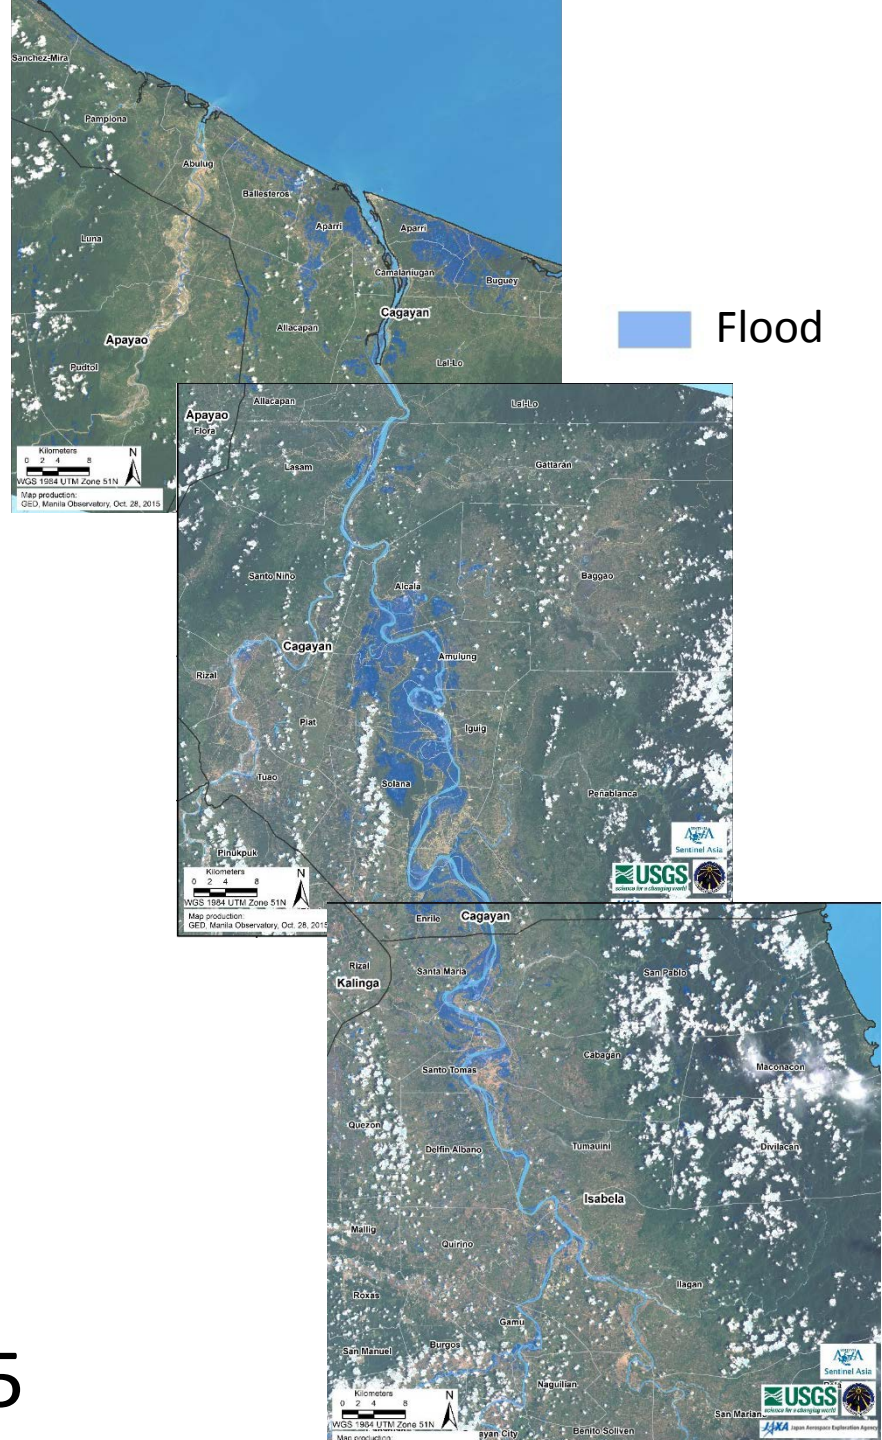 Sanchez-Mira
Pamplona
Abulug
Ballesteros
Luna
Aparri
Aparri
Camalaniugan
Buguey
Cagayan
Allacapan
Apayao
Lal-Lo
Pudtol
Flood
Kilometers
0 2 4 8
N
WGS 1984 UTM Zone 51N
Map production:
GEO, Manila Observatory, Oct. 28, 2015
Allacapan
Lal-Lo
Apayao
Flora
Lasam
Gattaran
Santo Niño
Alcala
Baggao
Cagayan
Amulung
Rizal
Piat
Iguig
Tuao
Solana
Peñablanca
Pinukpuk
Sentinel Asia
USGS
science for a changing world
Kilometers
0 2 4 8
N
WGS 1984 UTM Zone 51N
Map production:
GEO, Manila Observatory, Oct. 28, 2015
Enrile
Cagayan
Rizal
Kalinga
Santa Maria
San Pablo
Cabagan
Maconacon
Santo Tomas
Quezon
Delfin Albano
Tumauini
Divilacan
Isabela
Mallig
Quirino
Ilagan
Roxas
Gamu
Burgos
San Manuel
Naguilian
San Mariano
Benito Soliven
Sentinel Asia
USGS
science for a changing world
JAXA Japan Aerospace Exploration Agency
Kilometers
0 2 4 8
N
WGS 1984 UTM Zone 51N
Map production:
ayan City
5